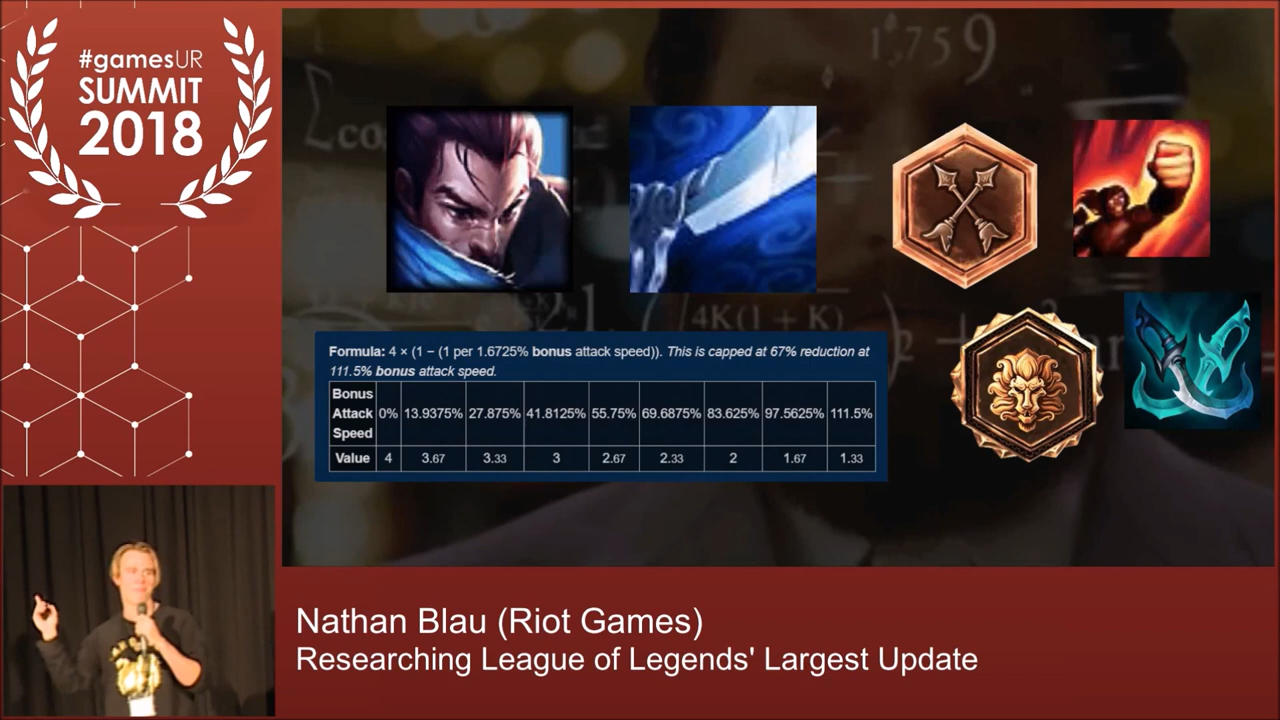 #gamesUR
SUMMIT
2018
1,759
4K(1 + K)
Formula: 4 × (1 − (1 per 1.6725% bonus attack speed)). This is capped at 67% reduction at
111.5% bonus attack speed.
Bonus Attack Speed 0% 13.9375% 27.875% 41.8125% 55.75% 69.6875% 83.625% 97.5625% 111.5%
Value 4 3.67 3.33 3 2.67 2.33 2 1.67 1.33
Nathan Blau (Riot Games)
Researching League of Legends' Largest Update